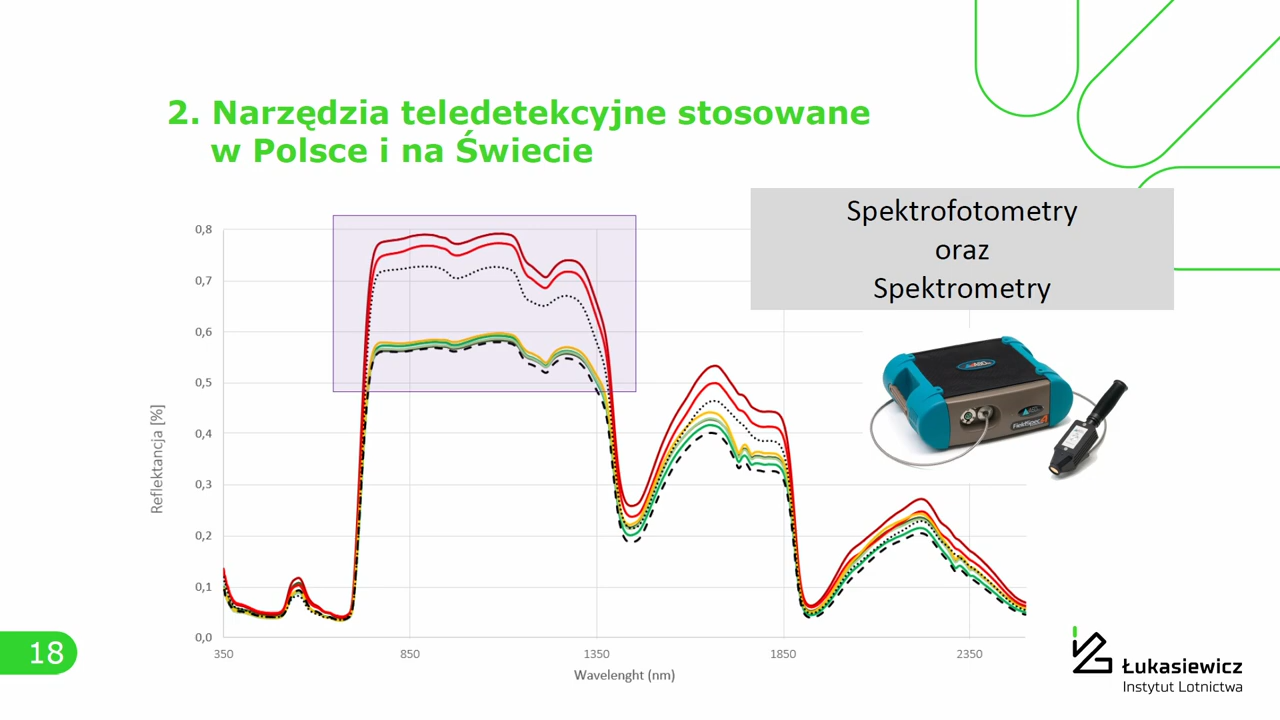 2. Narzędzia teledetekcyjne stosowane
w Polsce i na Świecie
Spektrofotometry
oraz
Spektrometry
0,8
0,7
0,6
0,5
0,4
0,3
0,2
0,1
0,0
Reflektancja [%]
350
850
1350
1850
2350
Wavelenght (nm)
FieldSpec 4
18
Łukasiewicz
Instytut Lotnictwa